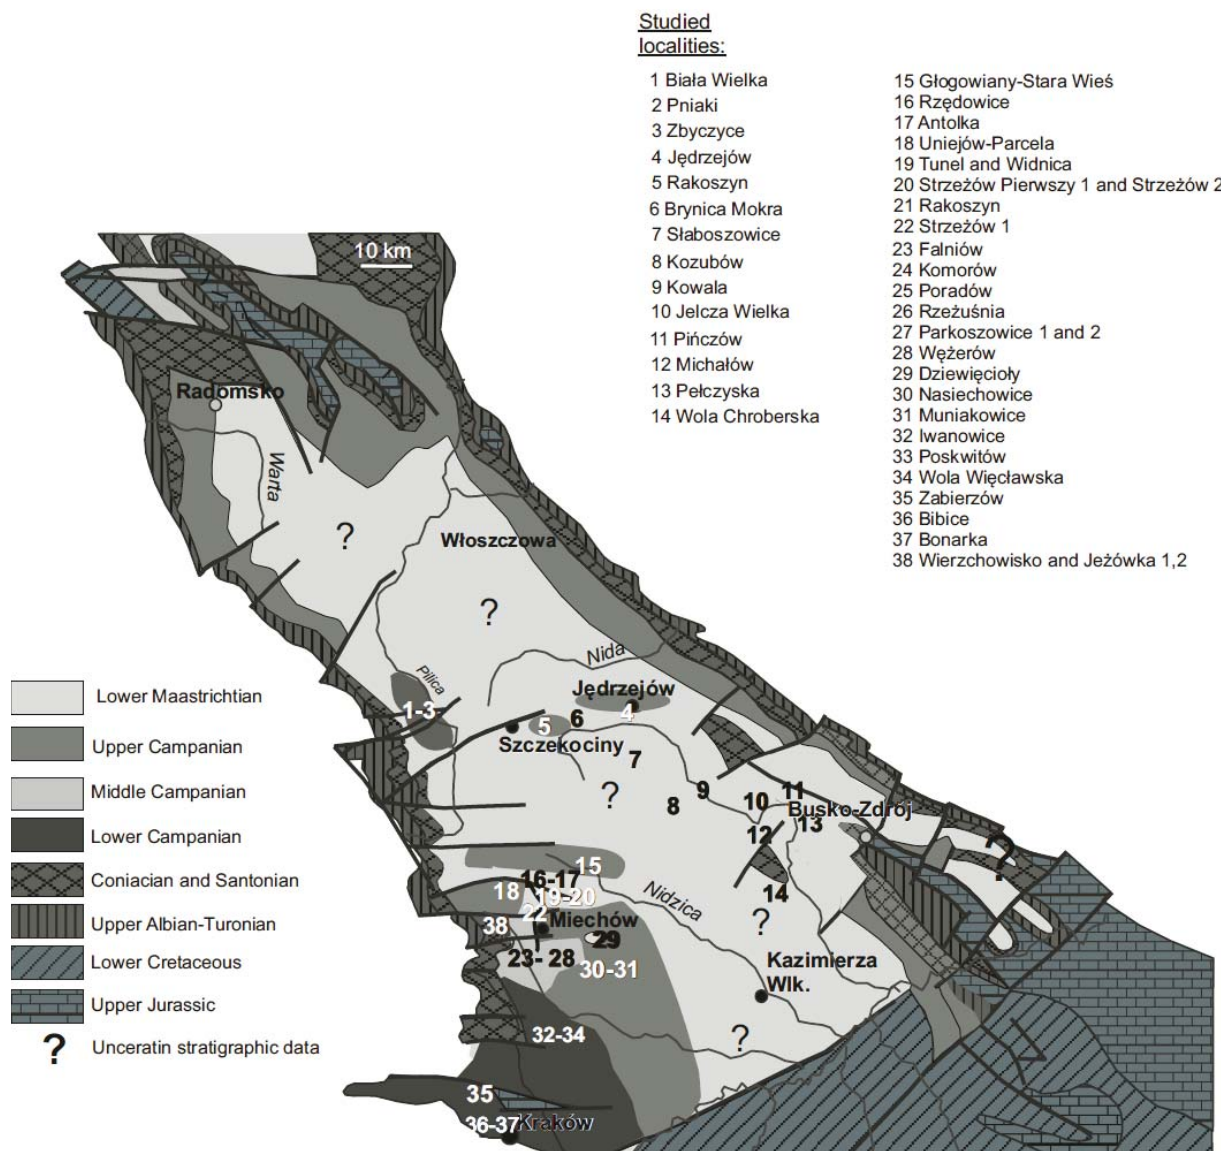 Studied
localities:
1 Biała Wielka
2 Pniaki
3 Zbyczyce
4 Jędrzejów
5 Rakoszyn
6 Brynica Mokra
7 Słaboszowice
8 Kozubów
9 Kowala
10 Jelcza Wielka
11 Pińczów
12 Michałów
13 Pełczyska
14 Wola Chroberska
15 Głogowiany-Stara Wieś
16 Rzędowice
17 Antolka
18 Uniejów-Parcela
19 Tunel and Widnica
20 Strzeżów Pierwszy 1 and Strzeżów 2
21 Rakoszyn
22 Strzeżów 1
23 Falniów
24 Komorów
25 Poradów
26 Rzeżuśnia
27 Parkoszowice 1 and 2
28 Wężerów
29 Dziewięcioły
30 Nasiechowice
31 Muniakowice
32 Iwanowice
33 Poskwitów
34 Wola Więcławska
35 Zabierzów
36 Bibice
37 Bonarka
38 Wierzchowisko and Jeżówka 1,2
10 km
Radomsko
Warta
?
Włoszczowa
?
Nida
Pilica
Jędrzejów
1-3
4
5
6
Szczekociny
7
?
8
9
10
11
Busko-Zdrój
12
13
?
14
15
16-17
18
19-20
22
Miechów
Nidzica
?
38
29
23- 28
30-31
Kazimierza
Wlk.
?
32-34
35
36-37
Kraków
Lower Maastrichtian
Upper Campanian
Middle Campanian
Lower Campanian
Coniacian and Santonian
Upper Albian-Turonian
Lower Cretaceous
Upper Jurassic
? Unceratin stratigraphic data